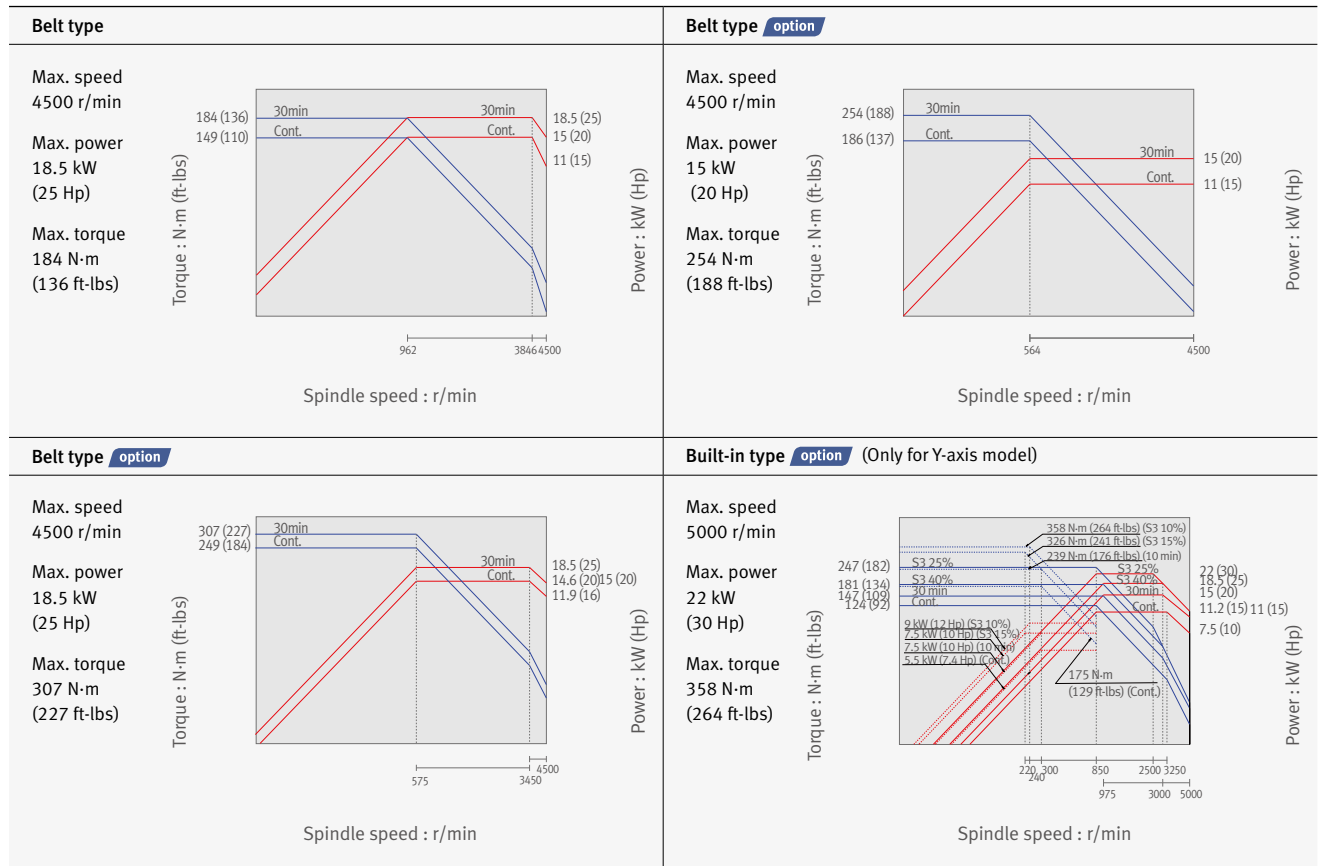 Belt type
Max. speed
4500 r/min
Max. power
18.5 kW
(25 Hp)
Max. torque
184 N·m
(136 ft-lbs)
Torque : N·m (ft-lbs)
184 (136)
149 (110)
30min
Cont.
30min
Cont.
18.5 (25)
15 (20)
11 (15)
Power : kW (Hp)
962
3846 4500
Spindle speed : r/min
Belt type option
Max. speed
4500 r/min
Max. power
15 kW
(20 Hp)
Max. torque
254 N·m
(188 ft-lbs)
Torque : N·m (ft-lbs)
254 (188)
186 (137)
30min
Cont.
30min
Cont.
15 (20)
11 (15)
Power : kW (Hp)
564
4500
Spindle speed : r/min
Belt type option
Max. speed
4500 r/min
Max. power
18.5 kW
(25 Hp)
Max. torque
307 N·m
(227 ft-lbs)
Torque : N·m (ft-lbs)
307 (227)
249 (184)
30min
Cont.
30min
Cont.
18.5 (25)
14.6 (20)15 (20)
11.9 (16)
Power : kW (Hp)
4500
575
3450
Spindle speed : r/min
Built-in type option (Only for Y-axis model)
Max. speed
5000 r/min
Max. power
22 kW
(30 Hp)
Max. torque
358 N·m
(264 ft-lbs)
Torque : N·m (ft-lbs)
247 (182)
181 (134)
147 (109)
124 (92)
S3 25%
S3 40%
30 min
Cont.
358 N·m (264 ft-lbs) (S3 10%)
326 N·m (241 ft-lbs) (S3 15%)
239 N·m (176 ft-lbs) (10 min)
S3 25%
S3 40%
30min
Cont.
22 (30)
18.5 (25)
15 (20)
11.2 (15) 11 (15)
7.5 (10)
9 kW (12 Hp) (S3 10%)
7.5 kW (10 Hp) (S3 15%)
7.5 kW (10 Hp) (10 min)
5.5 kW (7.4 Hp) (Cont.)
175 N·m
(129 ft-lbs) (Cont.)
Power : kW (Hp)
220 300 850 2500 3250
240
975 3000 5000
Spindle speed : r/min